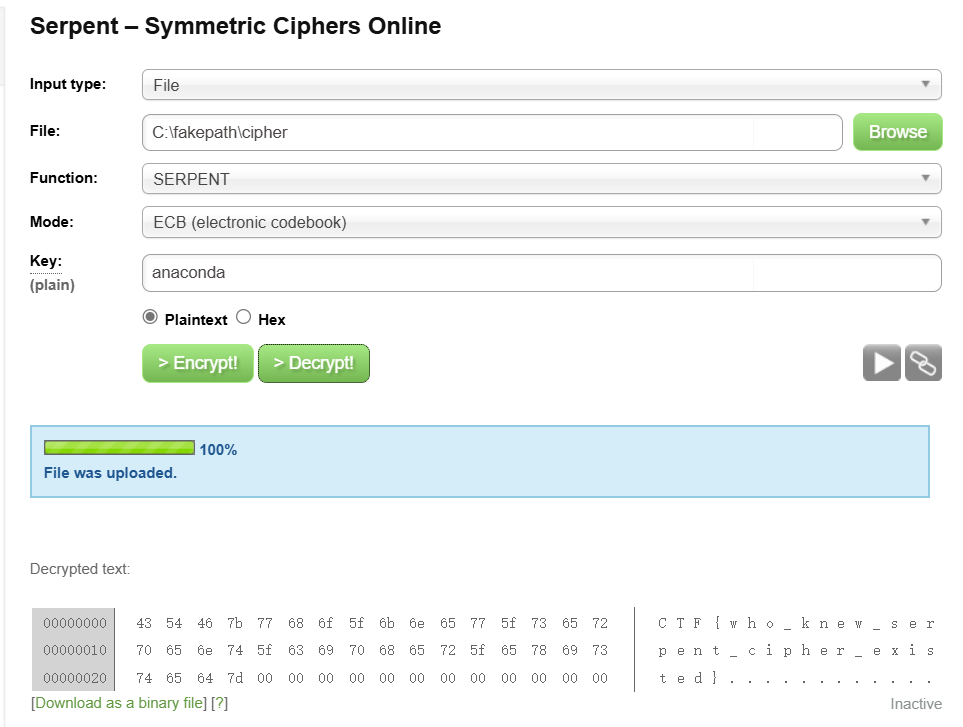 Serpent – Symmetric Ciphers Online
Input type: File
File: C:\fakepath\cipher Browse
Function: SERPENT
Mode: ECB (electronic codebook)
Key: anaconda
(plain)
Plaintext Hex
> Encrypt! > Decrypt!
100%
File was uploaded.
Decrypted text:
00000000 43 54 46 7b 77 68 6f 5f 6b 6e 65 77 5f 73 65 72 C T F { w h o _ k n e w _ s e r
00000010 70 65 6e 74 5f 63 69 70 68 65 72 5f 65 78 69 73 p e n t _ c i p h e r _ e x i s
00000020 74 65 64 7d 00 00 00 00 00 00 00 00 00 00 00 00 t e d } . . . . . . . . . . . .
[Download as a binary file] [?] Inactive